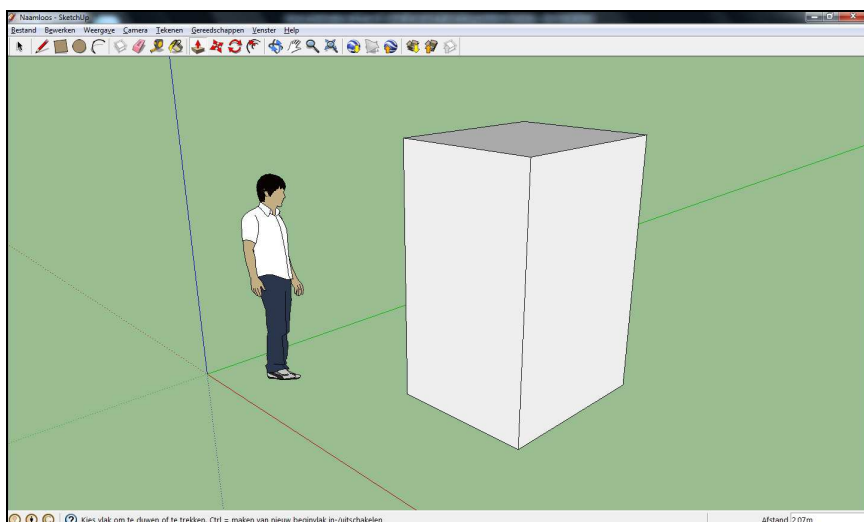 Naamloos - SketchUp
Bestand Bewerken Weergave Camera Tekenen Gereedschappen Venster Help
Kies vlak om te duwen of te trekken. Ctrl = maken van nieuw beginvlak in-/uitschakelen
Afstand 2,07m